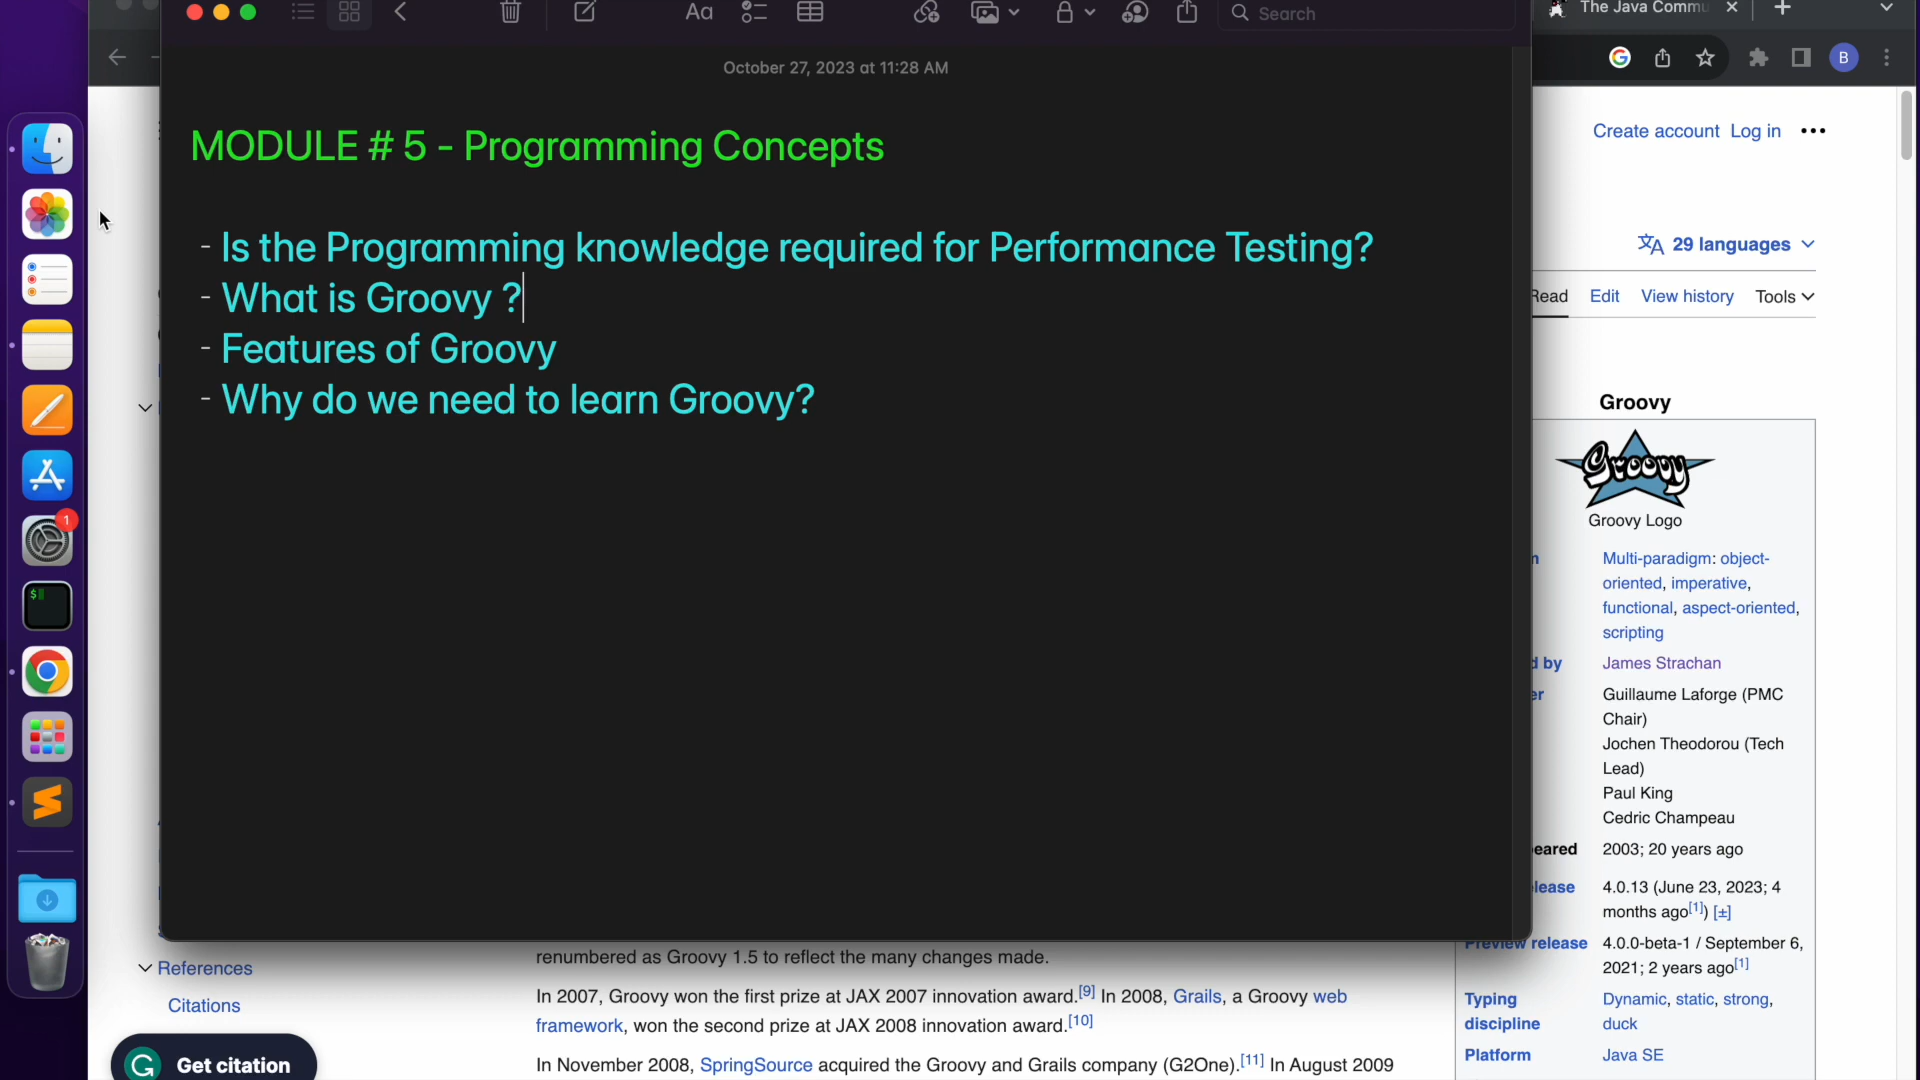 The Java Commu
Search
October 27, 2023 at 11:28 AM
B
MODULE # 5 - Programming Concepts
- Is the Programming knowledge required for Performance Testing?
- What is Groovy ?
- Features of Groovy
- Why do we need to learn Groovy?
1
$
Create account Log in
29 languages
Read Edit View history Tools
Groovy
Groovy
Groovy Logo
Multi-paradigm: object-
oriented, imperative,
functional, aspect-oriented,
scripting
d by James Strachan
er Guillaume Laforge (PMC
Chair)
Jochen Theodorou (Tech
Lead)
Paul King
Cedric Champeau
eared 2003; 20 years ago
lease 4.0.13 (June 23, 2023; 4
months ago[1]) [±]
Preview release 4.0.0-beta-1 / September 6,
2021; 2 years ago[1]
Typing Dynamic, static, strong,
discipline duck
Platform Java SE
References
Citations
Get citation
renumbered as Groovy 1.5 to reflect the many changes made.
In 2007, Groovy won the first prize at JAX 2007 innovation award.[9] In 2008, Grails, a Groovy web
framework, won the second prize at JAX 2008 innovation award.[10]
In November 2008, SpringSource acquired the Groovy and Grails company (G2One).[11] In August 2009